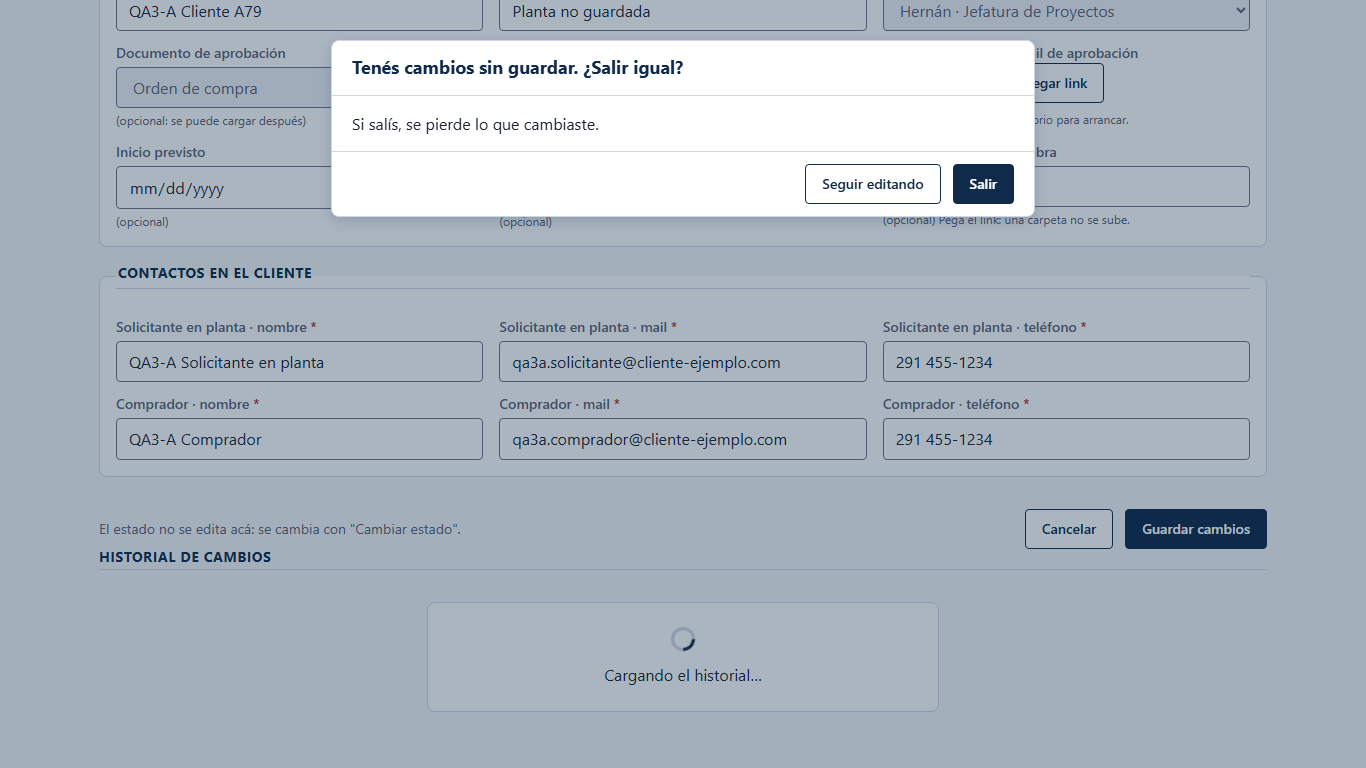 QA3-A Cliente A79
Planta no guardada
Hernán · Jefatura de Proyectos
Tenés cambios sin guardar. ¿Salir igual?
Si salís, se pierde lo que cambiaste.
Seguir editando
Salir
Documento de aprobación
il de aprobación
Orden de compra
egar link
(opcional: se puede cargar después)
orio para arrancar.
Inicio previsto
bra
mm/dd/yyyy
(opcional)
(opcional)
(opcional) Pegá el link: una carpeta no se sube.
CONTACTOS EN EL CLIENTE
Solicitante en planta · nombre *
Solicitante en planta · mail *
Solicitante en planta · teléfono *
QA3-A Solicitante en planta
qa3a.solicitante@cliente-ejemplo.com
291 455-1234
Comprador · nombre *
Comprador · mail *
Comprador · teléfono *
QA3-A Comprador
qa3a.comprador@cliente-ejemplo.com
291 455-1234
El estado no se edita acá: se cambia con "Cambiar estado".
Cancelar
Guardar cambios
HISTORIAL DE CAMBIOS
Cargando el historial...